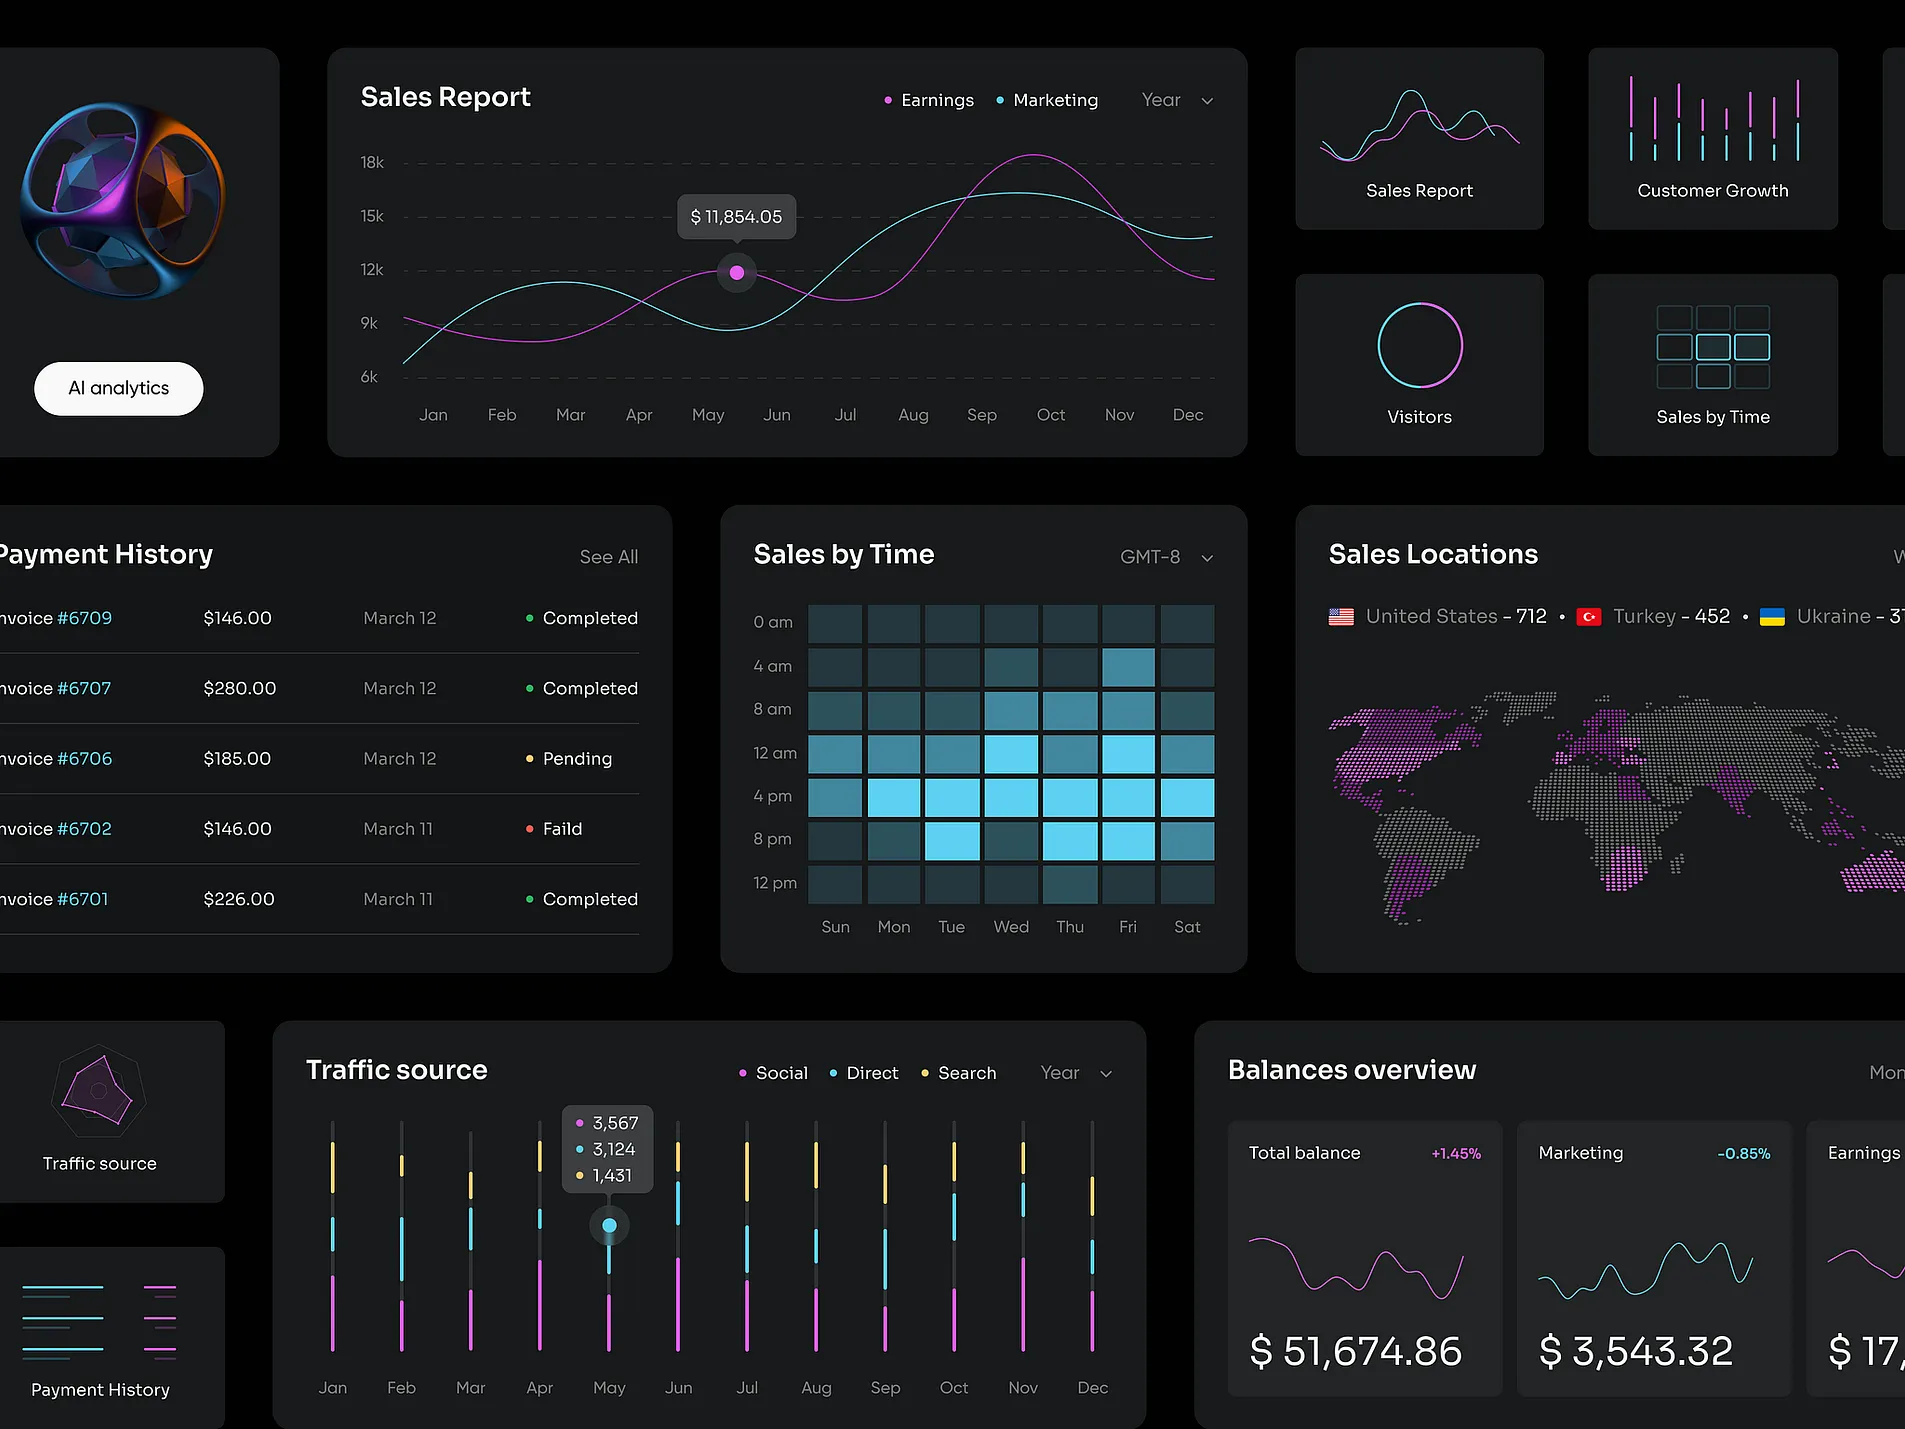 AI analytics
Sales Report
Earnings
Marketing
Year
18k
15k
12k
9k
6k
$ 11,854.05
Jan Feb Mar Apr May Jun Jul Aug Sep Oct Nov Dec
Sales Report
Customer Growth
Visitors
Sales by Time
Payment History
See All
nvoice #6709 $146.00 March 12 Completed
nvoice #6707 $280.00 March 12 Completed
nvoice #6706 $185.00 March 12 Pending
nvoice #6702 $146.00 March 11 Faild
nvoice #6701 $226.00 March 11 Completed
Sales by Time
GMT-8
0 am
4 am
8 am
12 am
4 pm
8 pm
12 pm
Sun Mon Tue Wed Thu Fri Sat
Sales Locations
United States - 712 • Turkey - 452 • Ukraine -
Traffic source
Payment History
Traffic source
Social
Direct
Search
Year
3,567
3,124
1,431
Jan Feb Mar Apr May Jun Jul Aug Sep Oct Nov Dec
Balances overview
Mon
Total balance +1.45%
$ 51,674.86
Marketing -0.85%
$ 3,543.32
Earnings
$ 17,